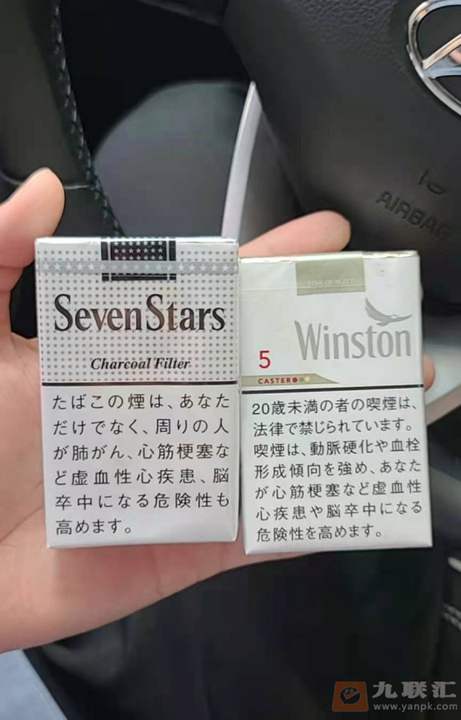 AIRBAG
SevenStars
Charcoal Filter
たばこの煙は、あなた
だけでなく、周りの人
が肺がん、心筋梗塞な
ど虚血性心疾患、脳
卒中になる危険性も
高めます。
Winston
5
CASTER
20歳未満の者の喫煙は、
法律で禁じられています。
喫煙は、動脈硬化や血栓
形成傾向を強め、あなた
が心筋梗塞など虚血性
心疾患や脳卒中になる
危険性を高めます。
九联汇
www.yanpk.com